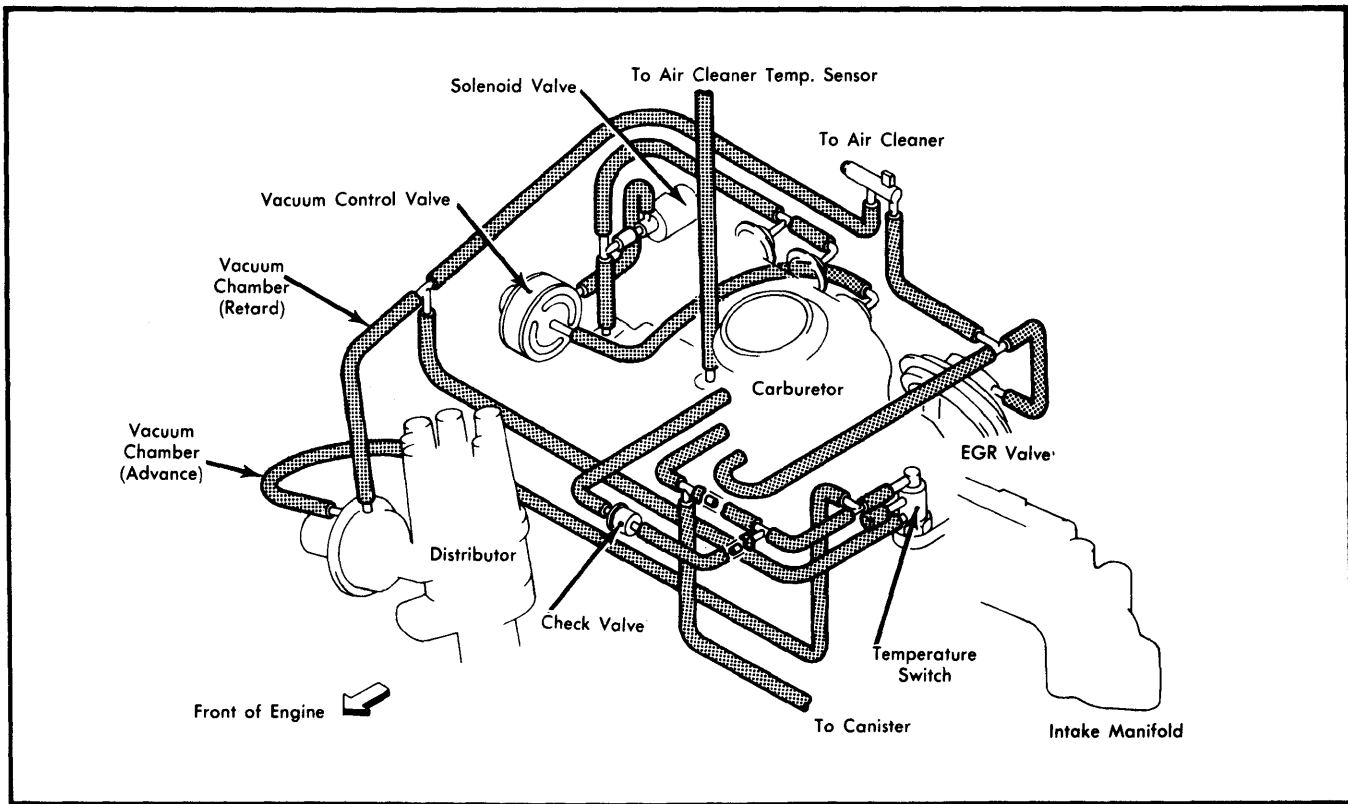 To Air Cleaner Temp. Sensor
Solenoid Valve
To Air Cleaner
Vacuum Control Valve
Vacuum
Chamber
(Retard)
Carburetor
Vacuum
Chamber
(Advance)
EGR Valve
Distributor
Check Valve
Temperature
Switch
Front of Engine
To Canister
Intake Manifold